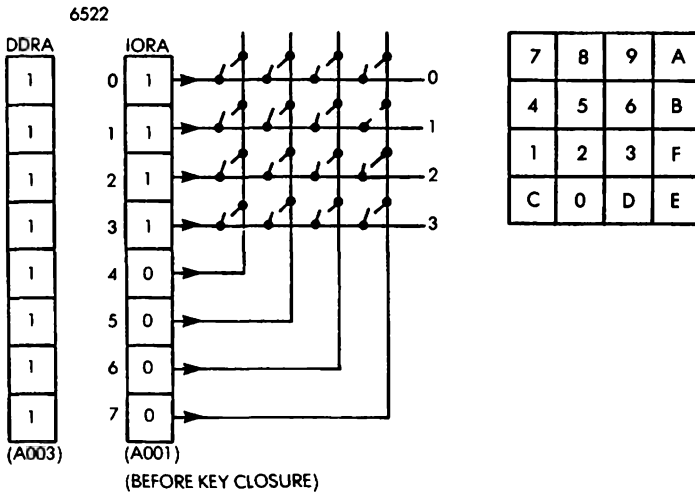 6522
DDRA IORA
1 0 1 0
1 1 1 1
1 2 1 2
1 3 1 3
1 4 0
1 5 0
1 6 0
1 7 0
(A003) (A001)
(BEFORE KEY CLOSURE)
7 8 9 A
4 5 6 B
1 2 3 F
C 0 D E